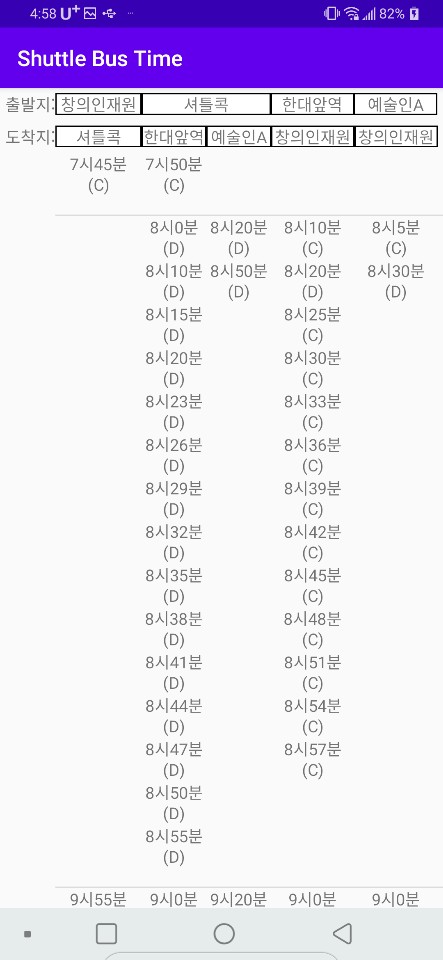 4:58 U+ 82%
Shuttle Bus Time
출발지: 창의인재원 셔틀콕 한대앞역 예술인A
도착지: 셔틀콕 한대앞역 예술인A 창의인재원 창의인재원
7시45분 7시50분
(C) (C)
8시0분 8시20분 8시10분 8시5분
(D) (D) (C) (C)
8시10분 8시50분 8시20분 8시30분
(D) (D) (D) (D)
8시15분 8시25분
(D) (C)
8시20분 8시30분
(D) (C)
8시23분 8시33분
(D) (C)
8시26분 8시36분
(D) (C)
8시29분 8시39분
(D) (C)
8시32분 8시42분
(D) (C)
8시35분 8시45분
(D) (C)
8시38분 8시48분
(D) (C)
8시41분 8시51분
(D) (C)
8시44분 8시54분
(D) (C)
8시47분 8시57분
(D) (C)
8시50분
(D)
8시55분
(D)
9시55분 9시0분 9시20분 9시0분 9시0분